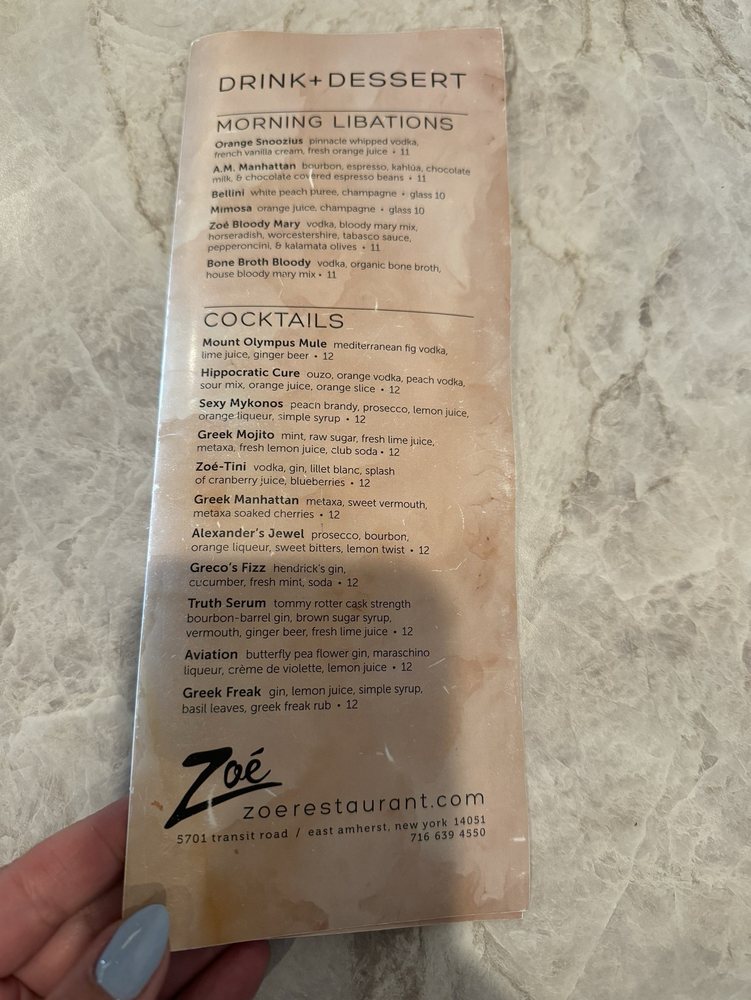 DRINK+DESSERT
MORNING LIBATIONS
Orange Snoozius pinnacle whipped vodka,
french vanilla cream, fresh orange juice • 11
A.M. Manhattan bourbon, espresso, kahlúa, chocolate
milk, & chocolate covered espresso beans • 11
Bellini white peach puree, champagne • glass 10
Mimosa orange juice, champagne • glass 10
Zoé Bloody Mary vodka, bloody mary mix,
horseradish, worcestershire, tabasco sauce,
pepperoncini, & kalamata olives • 11
Bone Broth Bloody vodka, organic bone broth,
house bloody mary mix • 11
COCKTAILS
Mount Olympus Mule mediterranean fig vodka,
lime juice, ginger beer • 12
Hippocratic Cure ouzo, orange vodka, peach vodka,
sour mix, orange juice, orange slice • 12
Sexy Mykonos peach brandy, prosecco, lemon juice,
orange liqueur, simple syrup • 12
Greek Mojito mint, raw sugar, fresh lime juice,
metaxa, fresh lemon juice, club soda • 12
Zoé-Tini vodka, gin, lillet blanc, splash
of cranberry juice, blueberries • 12
Greek Manhattan metaxa, sweet vermouth,
metaxa soaked cherries • 12
Alexander's Jewel prosecco, bourbon,
orange liqueur, sweet bitters, lemon twist • 12
Greco's Fizz hendrick's gin,
cucumber, fresh mint, soda • 12
Truth Serum tommy rotter cask strength
bourbon-barrel gin, brown sugar syrup,
vermouth, ginger beer, fresh lime juice • 12
Aviation butterfly pea flower gin, maraschino
liqueur, crème de violette, lemon juice • 12
Greek Freak gin, lemon juice, simple syrup,
basil leaves, greek freak rub • 12
Zoé
zoerestaurant.com
5701 transit road / east amherst, new york 14051
716 639 4550